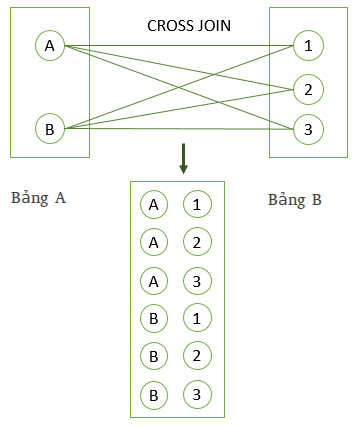 CROSS JOIN
A 1
2
B 3
Bảng A Bảng B
A 1
A 2
A 3
B 1
B 2
B 3